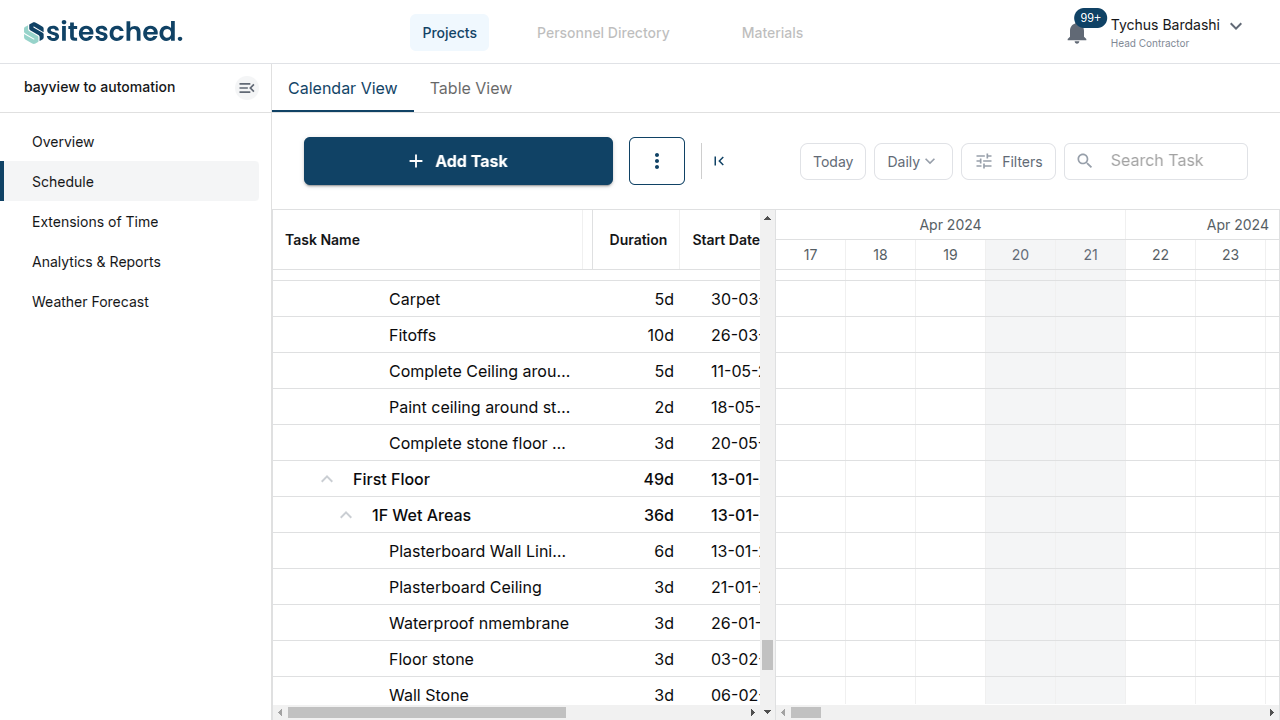 sitesched.
Projects
Personnel Directory
Materials
99+
Tychus Bardashi
Head Contractor
bayview to automation
Calendar View
Table View
Overview
Schedule
Extensions of Time
Analytics & Reports
Weather Forecast
Add Task
Today
Daily
Filters
Search Task
Task Name
Duration
Start Date
Apr 2024
Apr 2024
17
18
19
20
21
22
23
Carpet 5d 30-03-
Fitoffs 10d 26-03-
Complete Ceiling arou... 5d 11-05-
Paint ceiling around st... 2d 18-05-
Complete stone floor ... 3d 20-05-
First Floor 49d 13-01-
1F Wet Areas 36d 13-01-
Plasterboard Wall Lini... 6d 13-01-
Plasterboard Ceiling 3d 21-01-
Waterproof nmembrane 3d 26-01-
Floor stone 3d 03-02-
Wall Stone 3d 06-02-